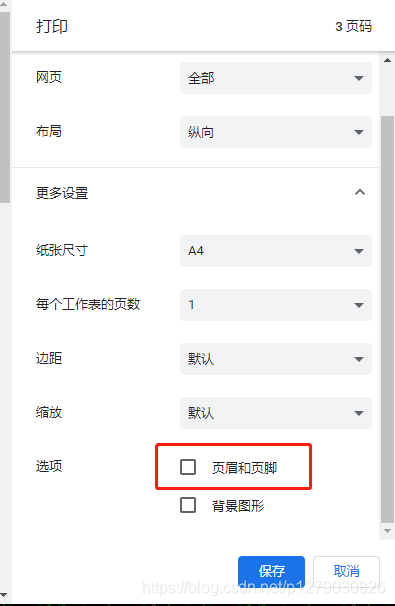 打印 3 页码
网页 全部
布局 纵向
更多设置
纸张尺寸 A4
每个工作表的页数 1
边距 默认
缩放 默认
选项 页眉和页脚
背景图形
保存 取消
https://blog.csdn.net/p1279030826